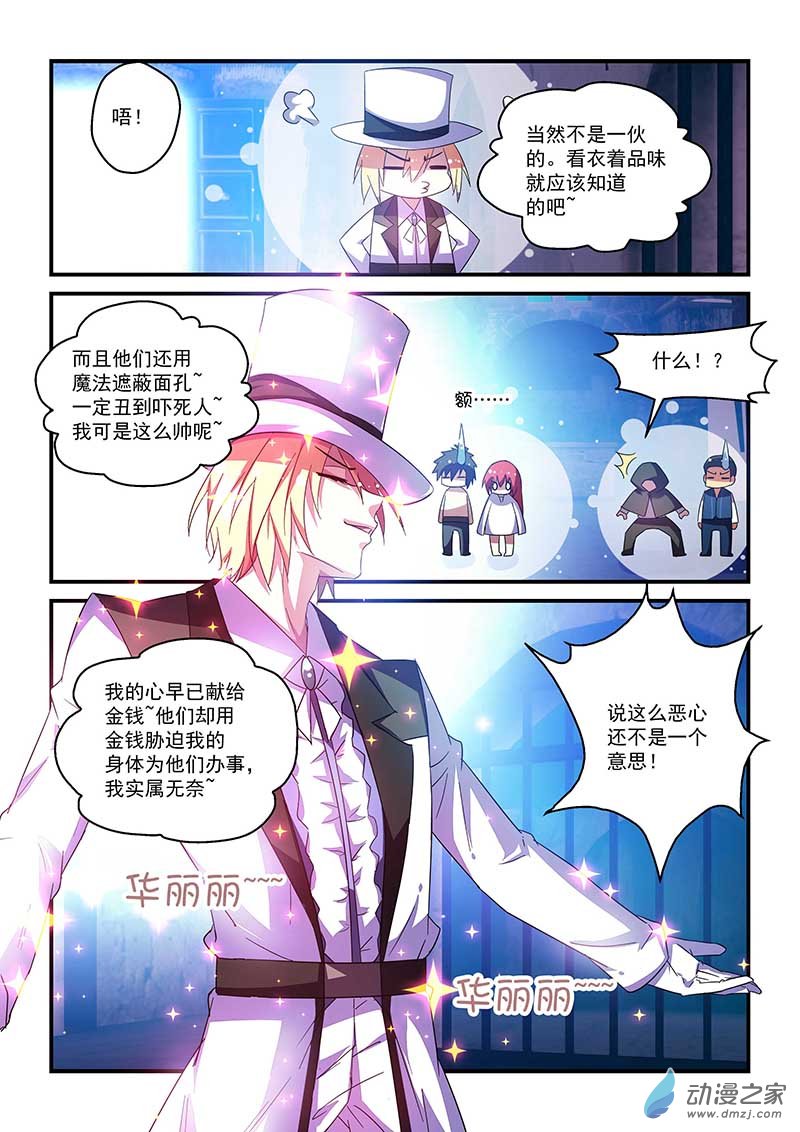 唔！
当然不是一伙
的。看衣着品味
就应该知道
的吧~
而且他们还用
魔法遮蔽面孔~
一定丑到吓死人~
我可是这么帅呢~
额……
什么！？
我的心早已献给
金钱~他们却用
金钱胁迫我的
身体为他们办事，
我实属无奈~
说这么恶心
还不是一个
意思！
华丽丽~~~
华丽丽~~~
动漫之家
www.dmzj.com